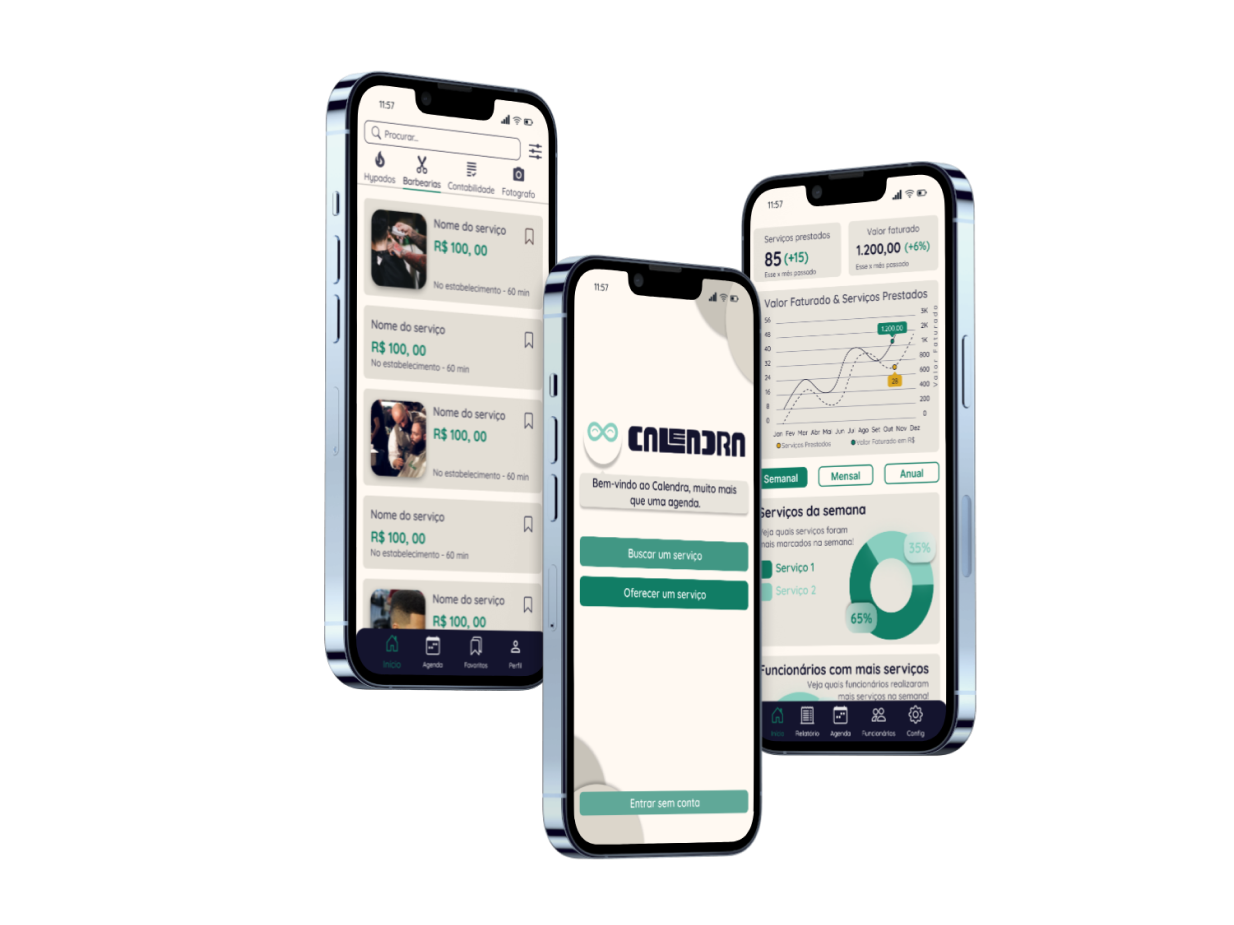 11:57
Procurar...
Hypados
Barbearias
Contabilidade
Fotografo
Nome do serviço
R$ 100, 00
No estabelecimento - 60 min
Nome do serviço
R$ 100, 00
No estabelecimento - 60 min
Nome do serviço
R$ 100, 00
No estabelecimento - 60 min
Nome do serviço
R$ 100, 00
No estabelecimento - 60 min
Nome do serviço
R$ 100, 00
Início
Agenda
Favoritos
Perfil
11:57
CALENDRA
Bem-vindo ao Calendra, muito mais
que uma agenda.
Buscar um serviço
Oferecer um serviço
Entrar sem conta
11:57
Serviços prestados
85 (+15)
Esse x mês passado
Valor faturado
1.200,00 (+6%)
Esse x mês passado
Valor Faturado & Serviços Prestados
56
48
40
32
24
16
8
0
3K
2K
1K
800
600
400
200
0
Valor Faturado
1.200,00
28
Jan Fev Mar Abr Mai Jun Jul Ago Set Out Nov Dez
Serviços Prestados
Valor Faturado em R$
Semanal
Mensal
Anual
Serviços da semana
Veja quais serviços foram
mais marcados na semana!
Serviço 1
Serviço 2
35%
65%
Funcionários com mais serviços
Veja quais funcionários realizaram
mais serviços na semana!
Início
Relatório
Agenda
Funcionários
Config